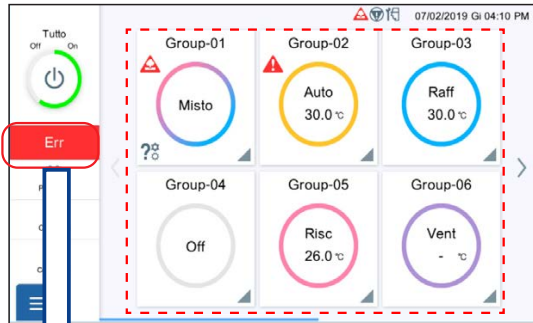 07/02/2019 Gi 04:10 PM
Tutto
Off On
Err
Group-01
Misto
Group-02
Auto
30.0 °C
Group-03
Raff
30.0 °C
Group-04
Off
Group-05
Risc
26.0 °C
Group-06
Vent
- °C